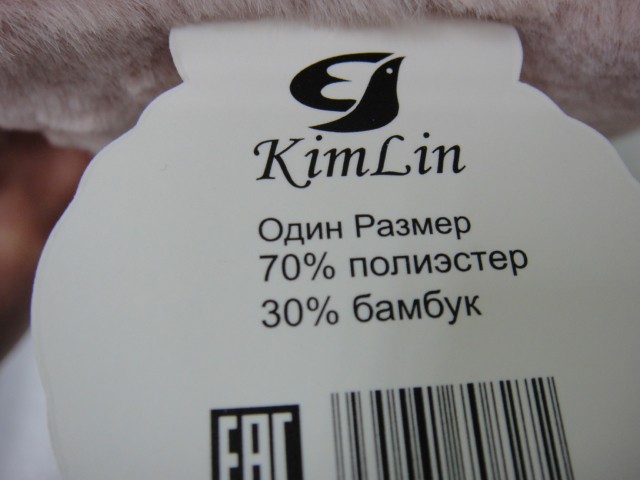 KimLin
Один Размер
70% полиэстер
30% бамбук
EAC